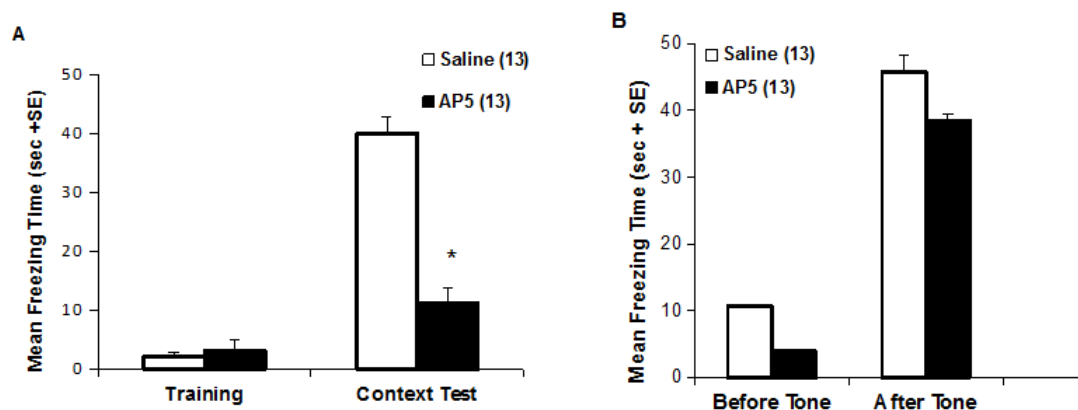 A
Saline (13)
AP5 (13)
Mean Freezing Time (sec +SE)
50
40
30
20
10
0
*
Training
Context Test
B
Saline (13)
AP5 (13)
Mean Freezing Time (sec + SE)
50
40
30
20
10
0
Before Tone
After Tone